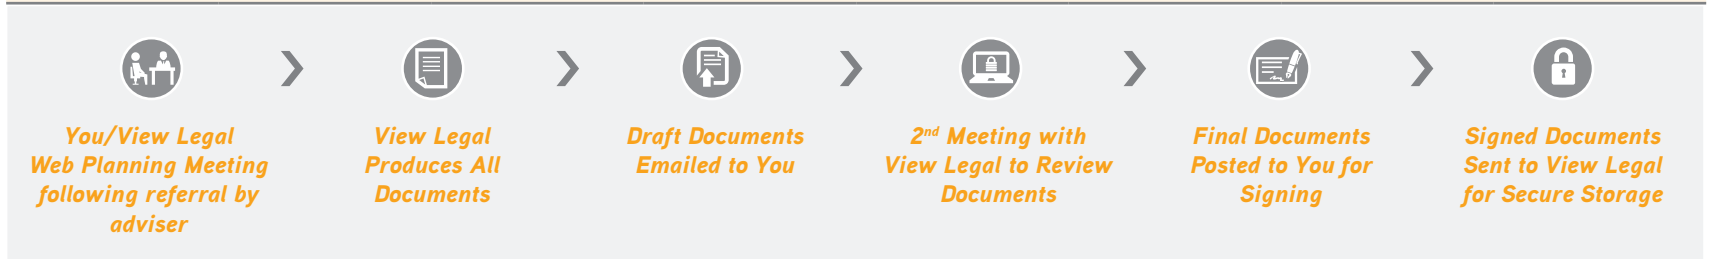 You/View Legal
Web Planning Meeting
following referral by
adviser
View Legal
Produces All
Documents
Draft Documents
Emailed to You
2nd Meeting with
View Legal to Review
Documents
Final Documents
Posted to You for
Signing
Signed Documents
Sent to View Legal
for Secure Storage